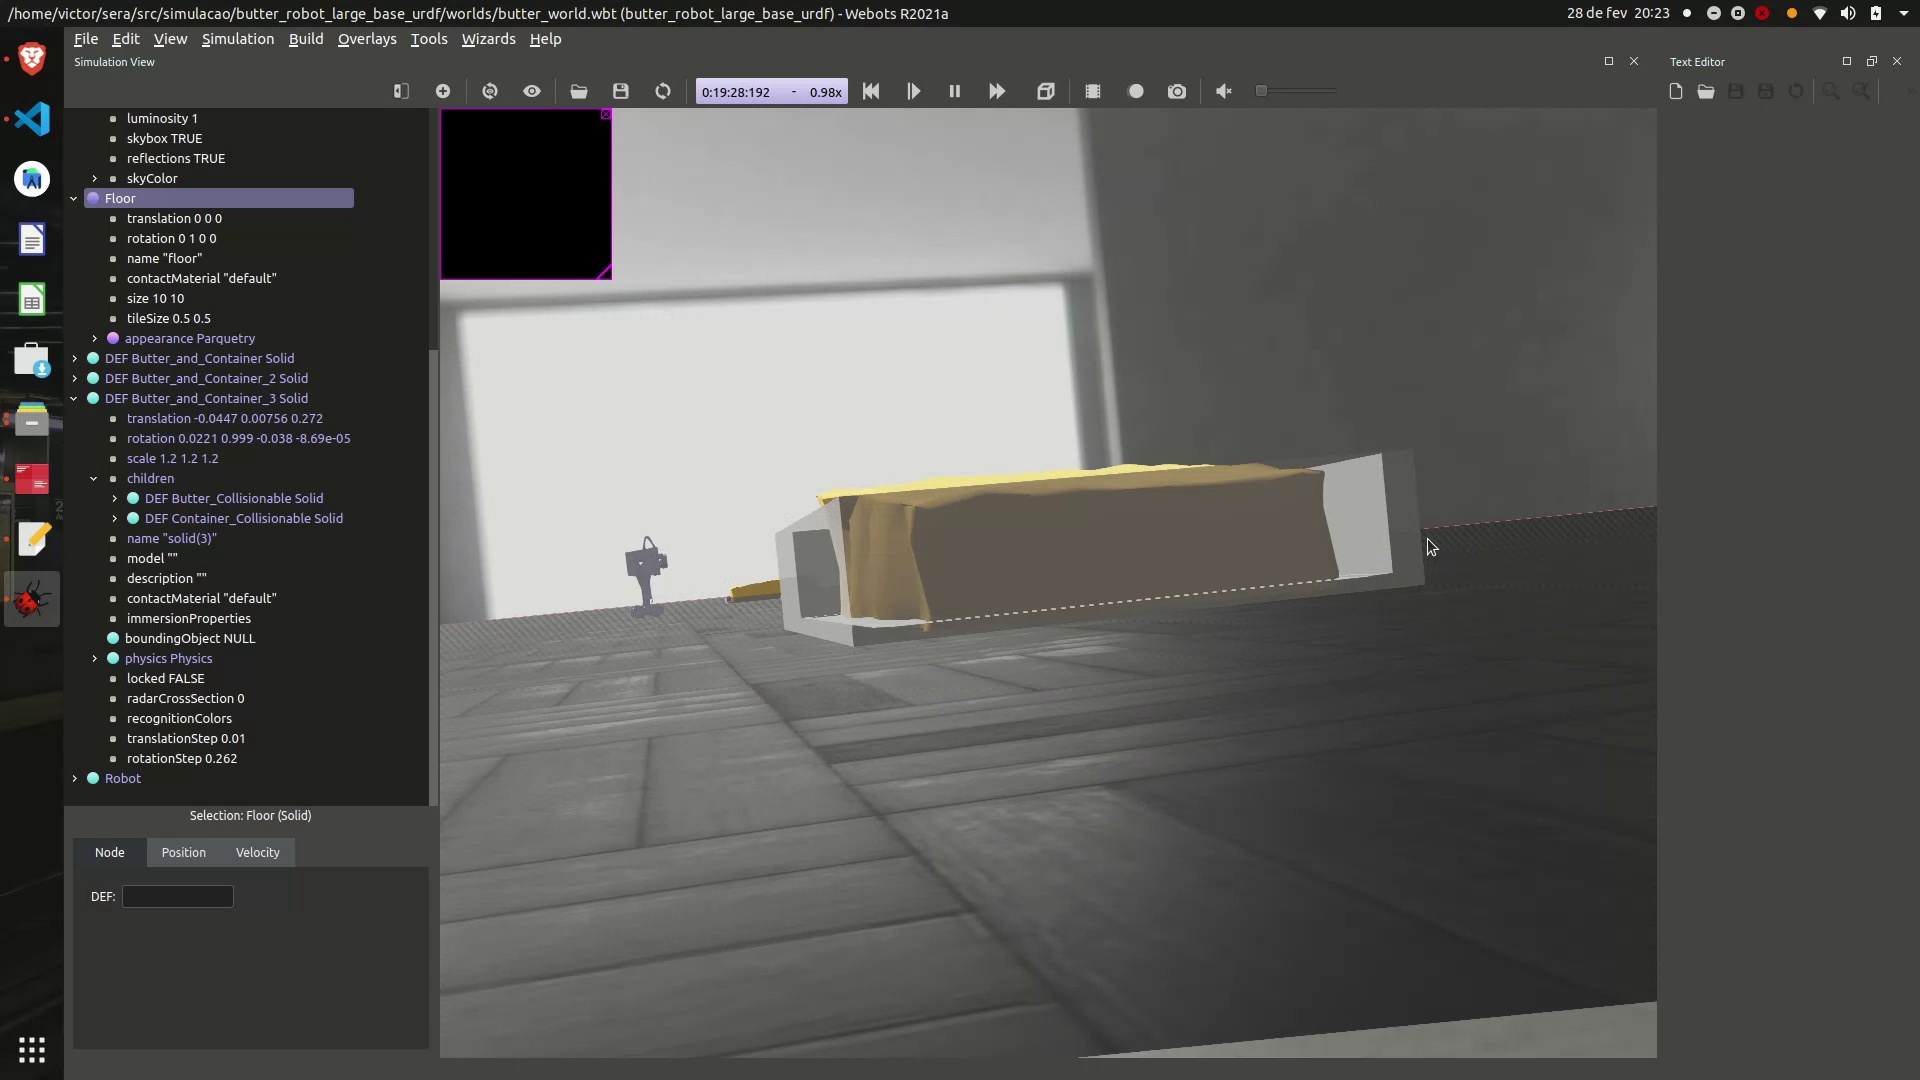 /home/victor/sera/src/simulacao/butter_robot_large_base_urdf/worlds/butter_world.wbt (butter_robot_large_base_urdf) - Webots R2021a
28 de fev 20:23
File Edit View Simulation Build Overlays Tools Wizards Help
Simulation View
Text Editor
0:19:28:192 - 0.98x
luminosity 1
skybox TRUE
reflections TRUE
skyColor
Floor
translation 0 0 0
rotation 0 1 0 0
name "floor"
contactMaterial "default"
size 10 10
tileSize 0.5 0.5
appearance Parquetry
DEF Butter_and_Container Solid
DEF Butter_and_Container_2 Solid
DEF Butter_and_Container_3 Solid
translation -0.0447 0.00756 0.272
rotation 0.0221 0.999 -0.038 -8.69e-05
scale 1.2 1.2 1.2
children
DEF Butter_Collisionable Solid
DEF Container_Collisionable Solid
name "solid(3)"
model ""
description ""
contactMaterial "default"
immersionProperties
boundingObject NULL
physics Physics
locked FALSE
radarCrossSection 0
recognitionColors
translationStep 0.01
rotationStep 0.262
Robot
Selection: Floor (Solid)
Node Position Velocity
DEF: